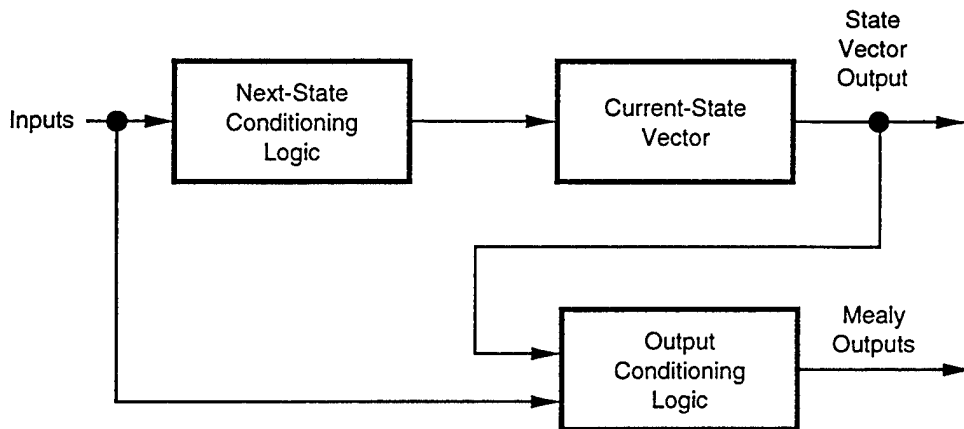 State
Vector
Output
Inputs
Next-State
Conditioning
Logic
Current-State
Vector
Output
Conditioning
Logic
Mealy
Outputs